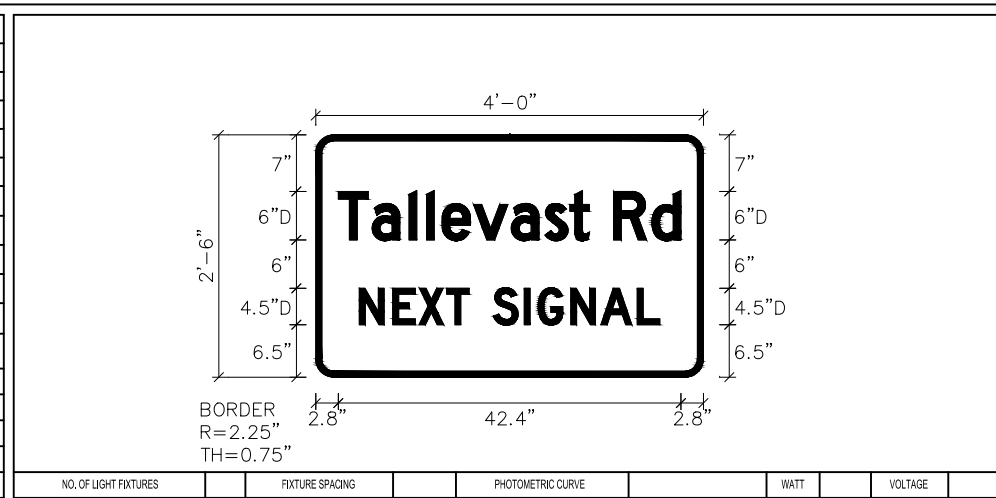 4'-0"
7" 7"
Tallevast Rd
6"D 6"D
2'-6"
6" 6"
NEXT SIGNAL
4.5"D 4.5"D
6.5" 6.5"
BORDER 2.8" 42.4" 2.8"
R=2.25"
TH=0.75"
NO. OF LIGHT FIXTURES FIXTURE SPACING PHOTOMETRIC CURVE WATT VOLTAGE